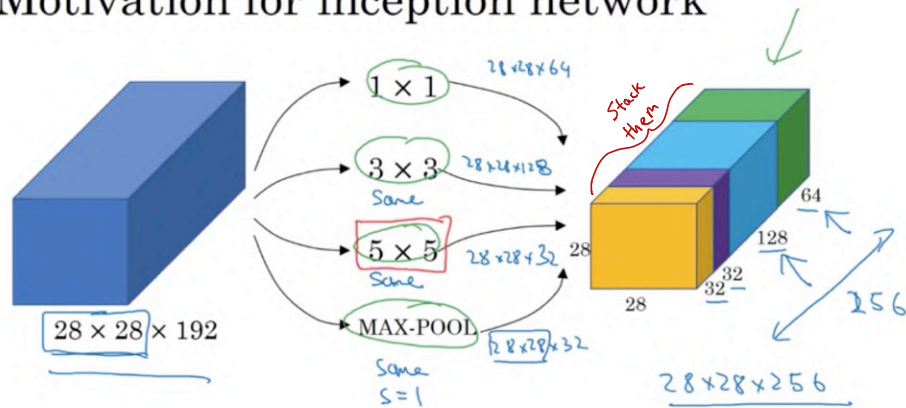 Motivation for inception network
1 × 1
28×28×64
3 × 3
Same
28×28×128
5 × 5
Same
28×28×32
MAX-POOL
Same
s=1
28×28×32
28 × 28 × 192
Stack
them
28
28
32
32
128
64
256
28×28×256